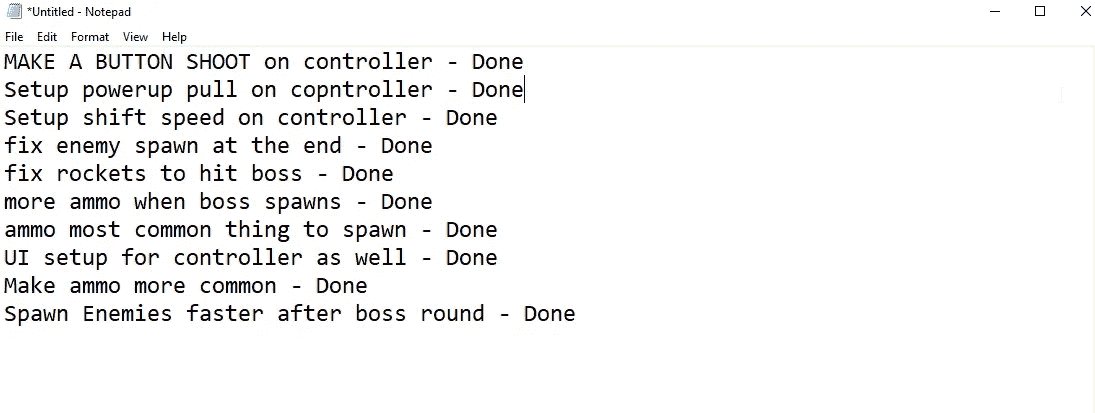 *Untitled - Notepad
File Edit Format View Help
MAKE A BUTTON SHOOT on controller - Done
Setup powerup pull on copntroller - Done
Setup shift speed on controller - Done
fix enemy spawn at the end - Done
fix rockets to hit boss - Done
more ammo when boss spawns - Done
ammo most common thing to spawn - Done
UI setup for controller as well - Done
Make ammo more common - Done
Spawn Enemies faster after boss round - Done